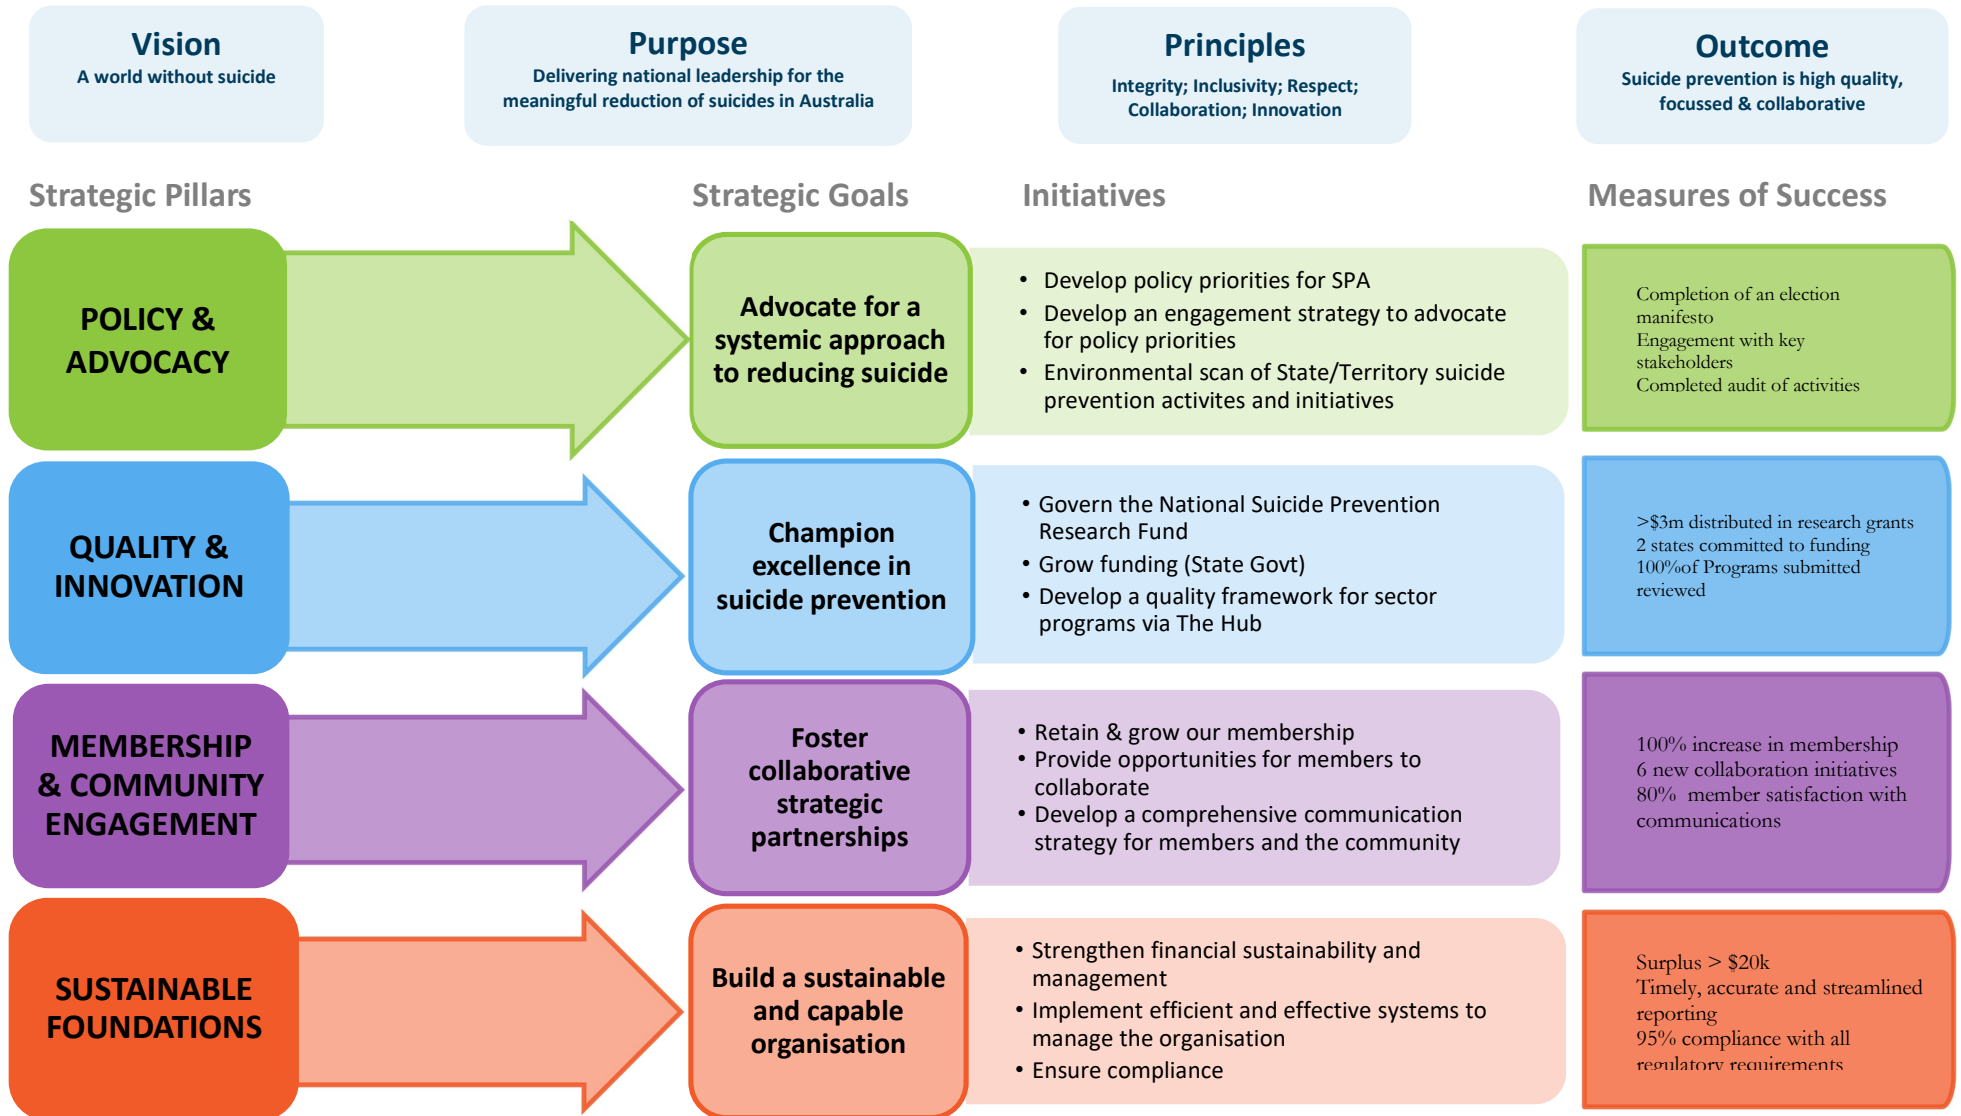 Vision
A world without suicide
Purpose
Delivering national leadership for the
meaningful reduction of suicides in Australia
Principles
Integrity; Inclusivity; Respect;
Collaboration; Innovation
Outcome
Suicide prevention is high quality,
focussed & collaborative
Strategic Pillars
Strategic Goals
Initiatives
Measures of Success
POLICY &
ADVOCACY
Advocate for a
systemic approach
to reducing suicide
• Develop policy priorities for SPA
• Develop an engagement strategy to advocate
for policy priorities
• Environmental scan of State/Territory suicide
prevention activites and initiatives
Completion of an election
manifesto
Engagement with key
stakeholders
Completed audit of activities
QUALITY &
INNOVATION
Champion
excellence in
suicide prevention
• Govern the National Suicide Prevention
Research Fund
• Grow funding (State Govt)
• Develop a quality framework for sector
programs via The Hub
>$3m distributed in research grants
2 states committed to funding
100%of Programs submitted
reviewed
MEMBERSHIP
& COMMUNITY
ENGAGEMENT
Foster
collaborative
strategic
partnerships
• Retain & grow our membership
• Provide opportunities for members to
collaborate
• Develop a comprehensive communication
strategy for members and the community
100% increase in membership
6 new collaboration initiatives
80%  member satisfaction with
communications
SUSTAINABLE
FOUNDATIONS
Build a sustainable
and capable
organisation
• Strengthen financial sustainability and
management
• Implement efficient and effective systems to
manage the organisation
• Ensure compliance
Surplus > $20k
Timely, accurate and streamlined
reporting
95% compliance with all
regulatory requirements